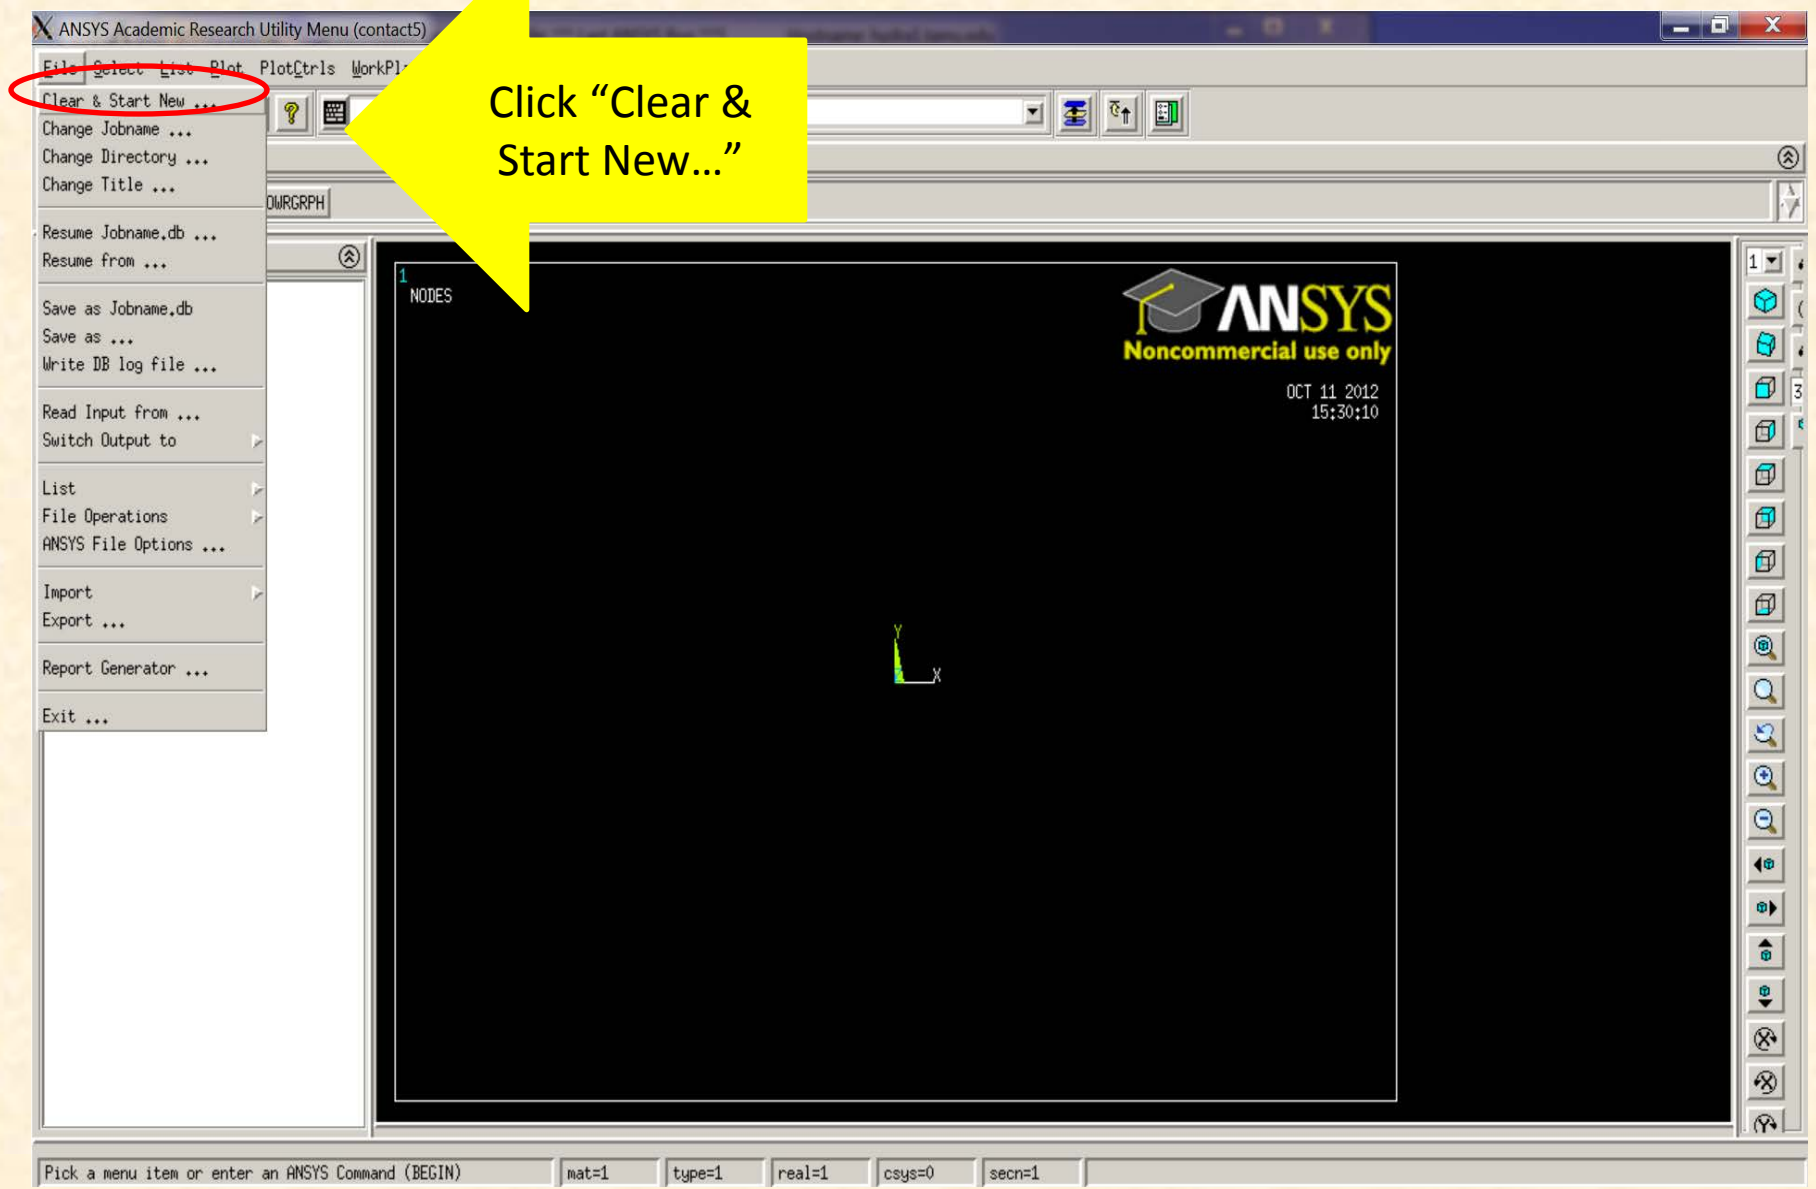 ANSYS Academic Research Utility Menu (contact5)
File Select List Plot PlotCtrls
Clear & Start New ...
Change Jobname ...
Change Directory ...
Change Title ...
Resume Jobname.db ...
Resume from ...
Save as Jobname.db
Save as ...
Write DB log file ...
Read Input from ...
Switch Output to
List
File Operations
ANSYS File Options ...
Import
Export ...
Report Generator ...
Exit ...
Click “Clear &
Start New…”
1
NODES
ANSYS
Noncommercial use only
OCT 11 2012
15:30:10
Y
X
1
3
Pick a menu item or enter an ANSYS Command (BEGIN)
mat=1
type=1
real=1
csys=0
secn=1